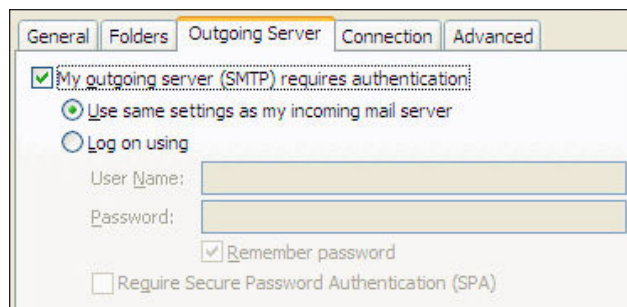 General Folders Outgoing Server Connection Advanced
My outgoing server (SMTP) requires authentication
Use same settings as my incoming mail server
Log on using
User Name:
Password:
Remember password
Require Secure Password Authentication (SPA)